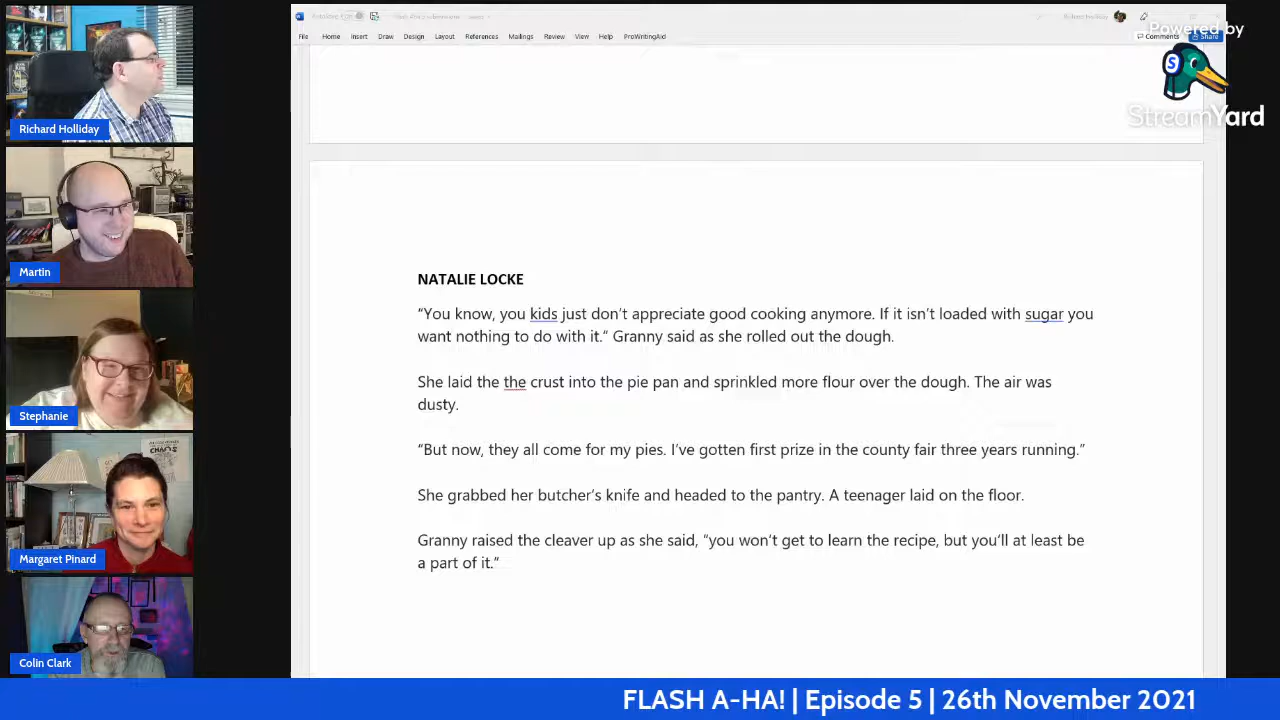 File Home Insert Draw Design Layout References Mailings Review View Help ProWritingAid Comments Share
Richard Holliday
Powered by
StreamYard
Richard Holliday
Martin
Stephanie
CHAOS
Margaret Pinard
Colin Clark
NATALIE LOCKE
“You know, you kids just don’t appreciate good cooking anymore. If it isn’t loaded with sugar you
want nothing to do with it.“ Granny said as she rolled out the dough.
She laid the the crust into the pie pan and sprinkled more flour over the dough. The air was
dusty.
“But now, they all come for my pies. I’ve gotten first prize in the county fair three years running.”
She grabbed her butcher’s knife and headed to the pantry. A teenager laid on the floor.
Granny raised the cleaver up as she said, “you won’t get to learn the recipe, but you’ll at least be
a part of it.“
FLASH A-HA! | Episode 5 | 26th November 2021